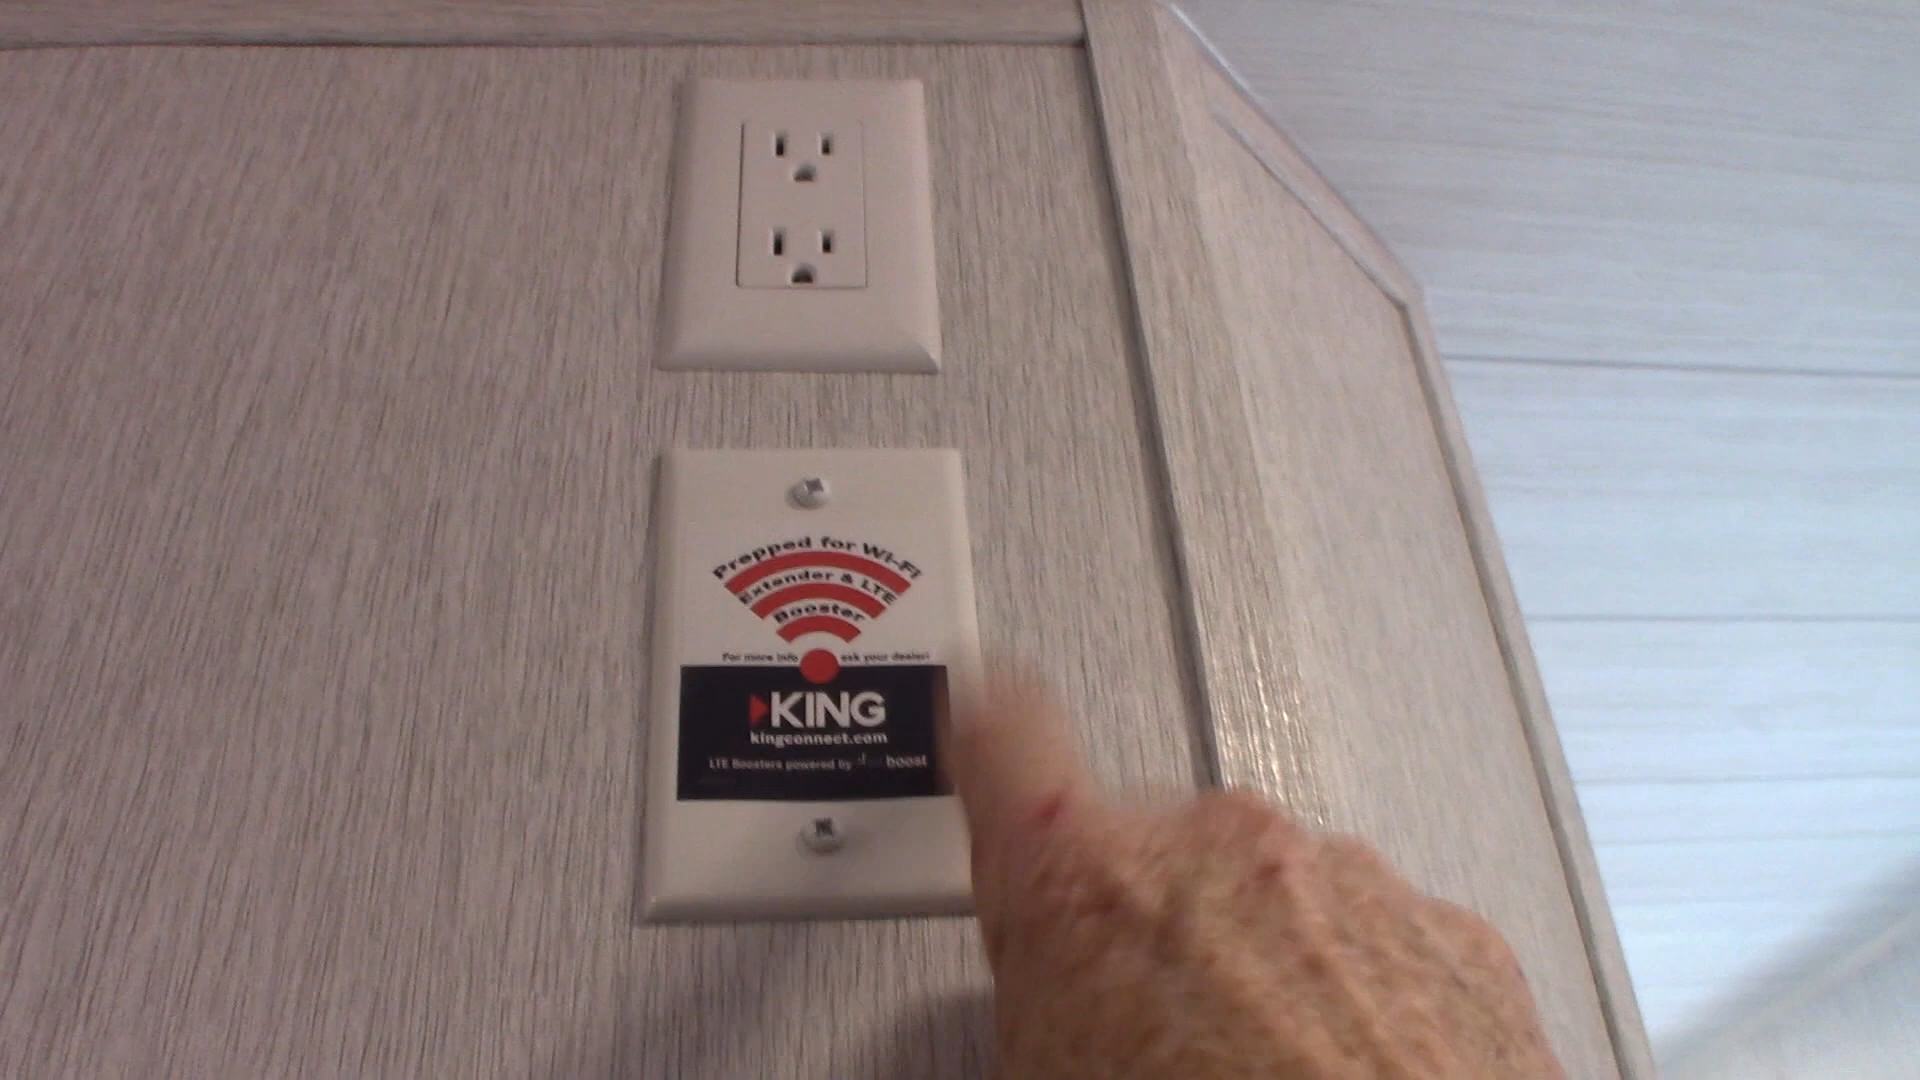 Prepped for Wi-Fi
Extender & LTE
Booster
For more info ask your dealer!
KING
kingconnect.com
LTE Boosters powered by boost